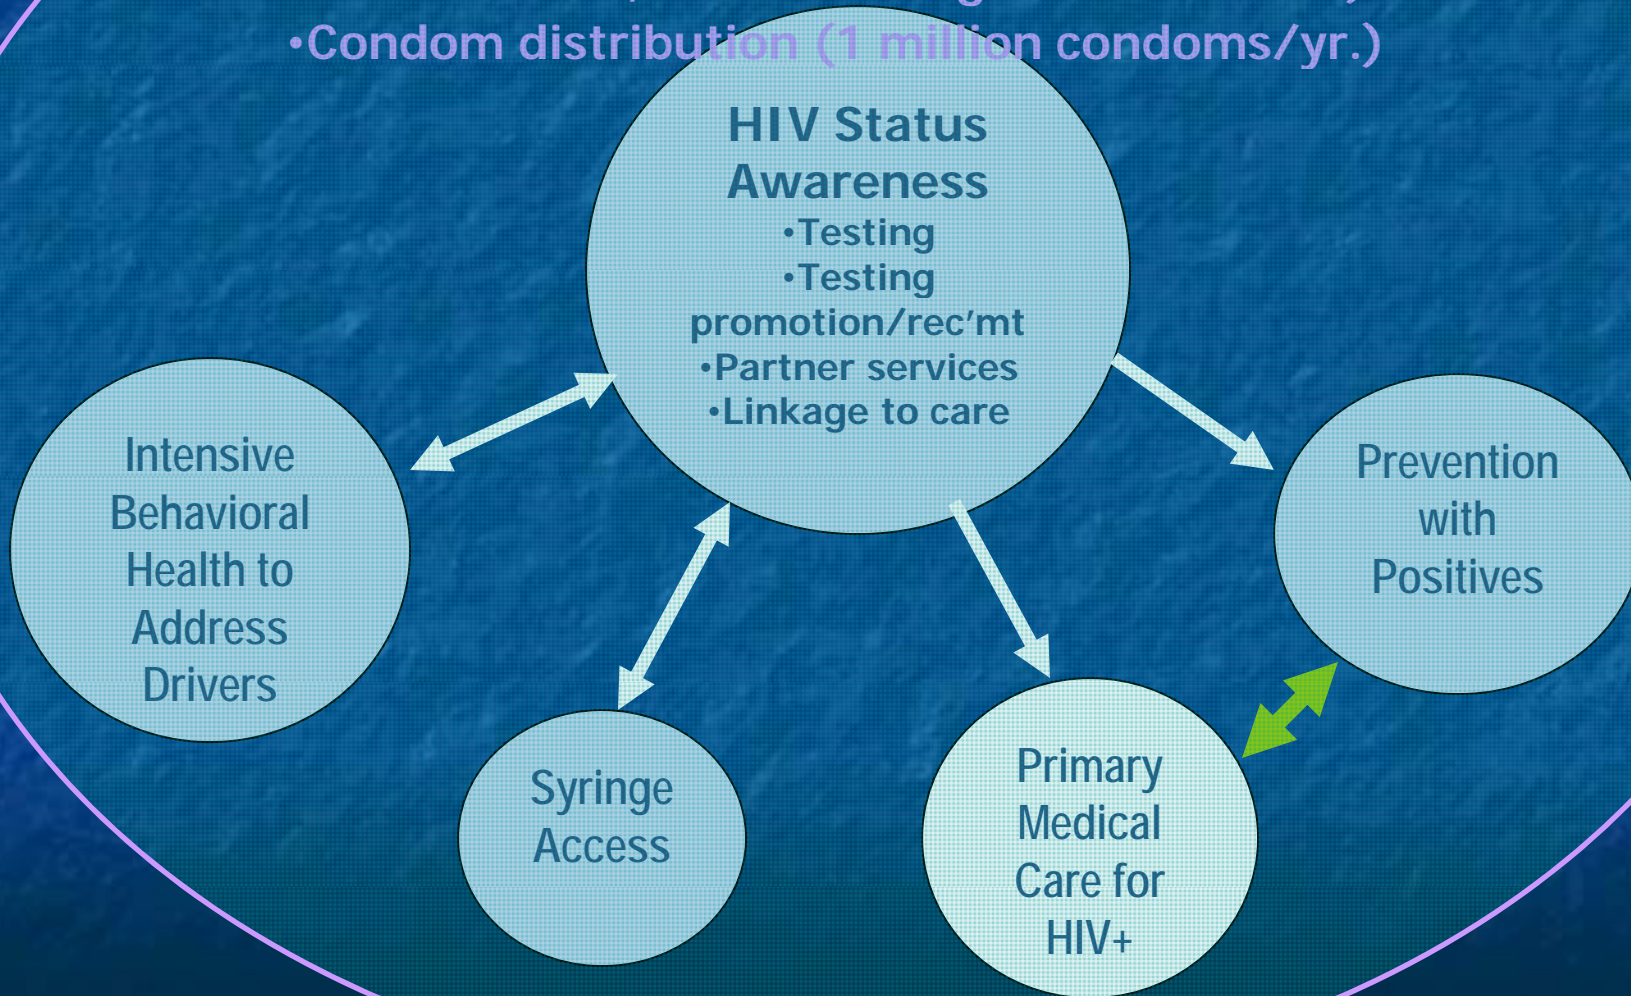 •Condom distribution (1 million condoms/yr.)
HIV Status
Awareness
•Testing
•Testing
promotion/rec'mt
•Partner services
•Linkage to care
Intensive
Behavioral
Health to
Address
Drivers
Syringe
Access
Primary
Medical
Care for
HIV+
Prevention
with
Positives